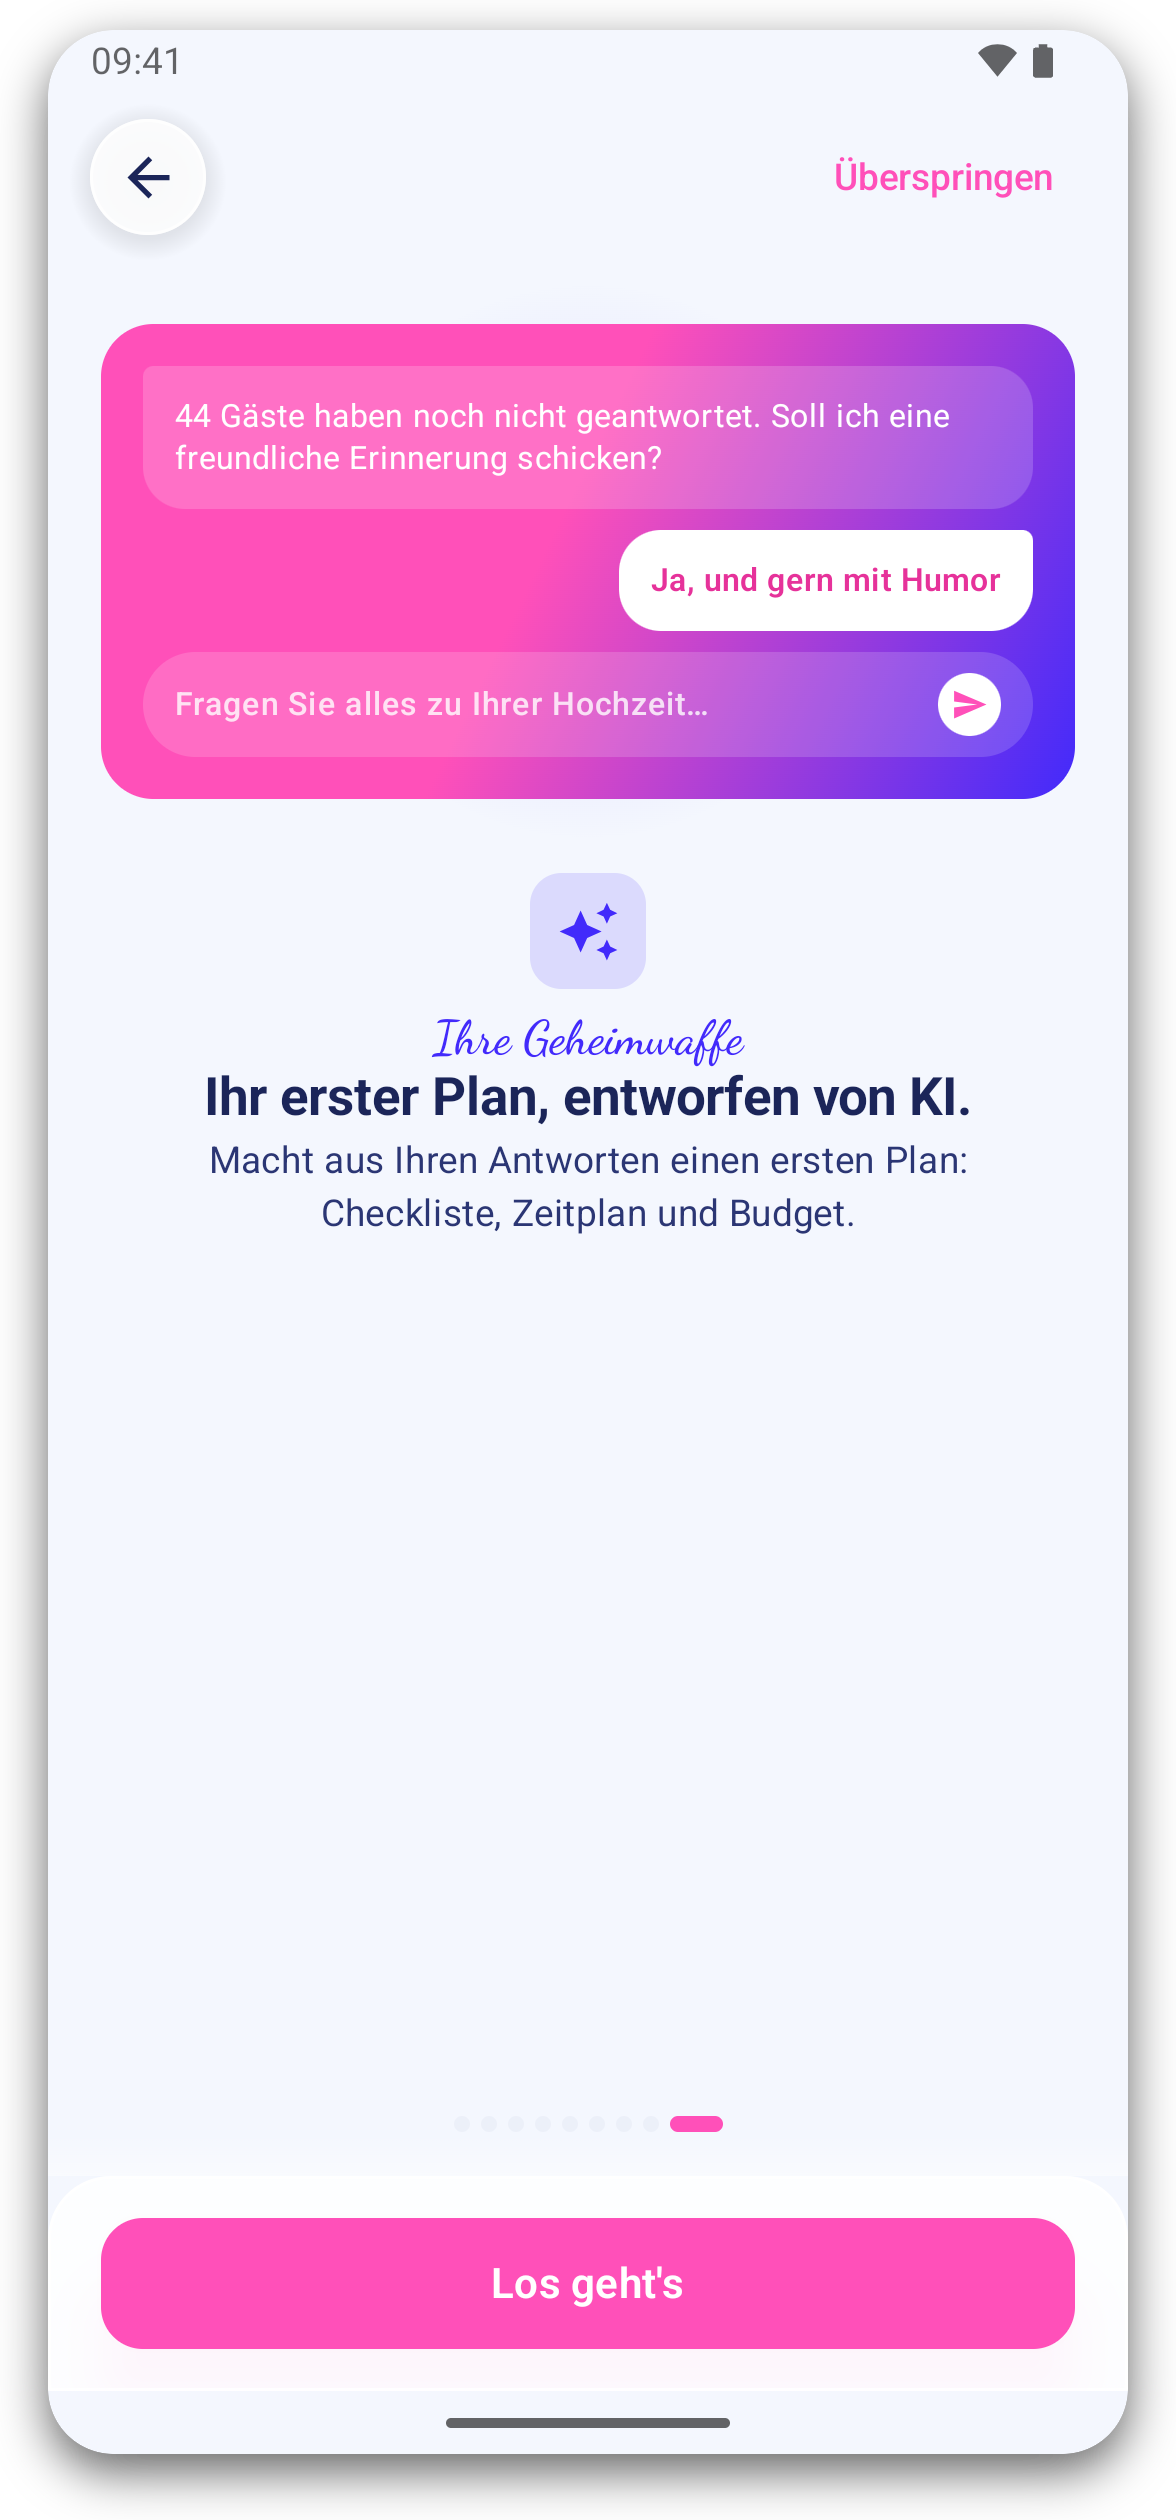 09:41
Überspringen
44 Gäste haben noch nicht geantwortet. Soll ich eine
freundliche Erinnerung schicken?
Ja, und gern mit Humor
Fragen Sie alles zu Ihrer Hochzeit…
Ihre Geheimwaffe
Ihr erster Plan, entworfen von KI.
Macht aus Ihren Antworten einen ersten Plan:
Checkliste, Zeitplan und Budget.
Los geht's